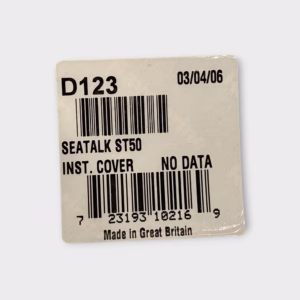 D123 03/04/06
SEATALK ST50
INST. COVER NO DATA
7 23193 10216 9
Made in Great Britain